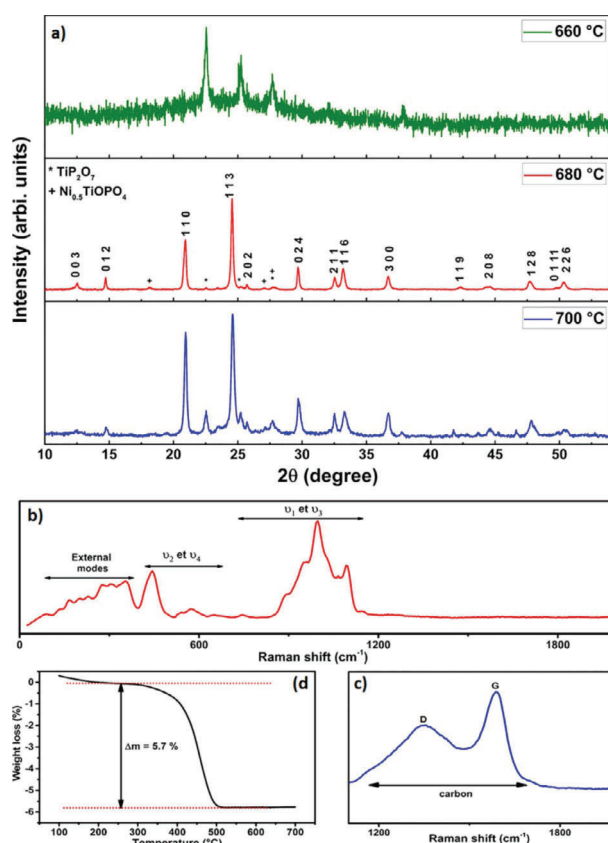 a)
660 °C
* TiP₂O₇
+ Ni₀.₅TiOPO₄
680 °C
0 0 3
0 1 2
+
1 1 0
*
1 1 3
*
2 0 2
+
*
+
0 2 4
2 1 1
1 1 6
3 0 0
1 1 9
2 0 8
1 2 8
0 1 11
2 2 6
700 °C
Intensity (arbi. units)
10 15 20 25 30 35 40 45 50
2θ (degree)
b)
External
modes
υ₂ et υ₄
υ₁ et υ₃
0 600 1200 1800
Raman shift (cm⁻¹)
(d)
Weight loss (%)
0
-1
-2
-3
-4
-5
-6
Δm = 5.7 %
100 200 300 400 500 600 700
Temperature (°C)
c)
D
G
carbon
1200 1800
Raman shift (cm⁻¹)